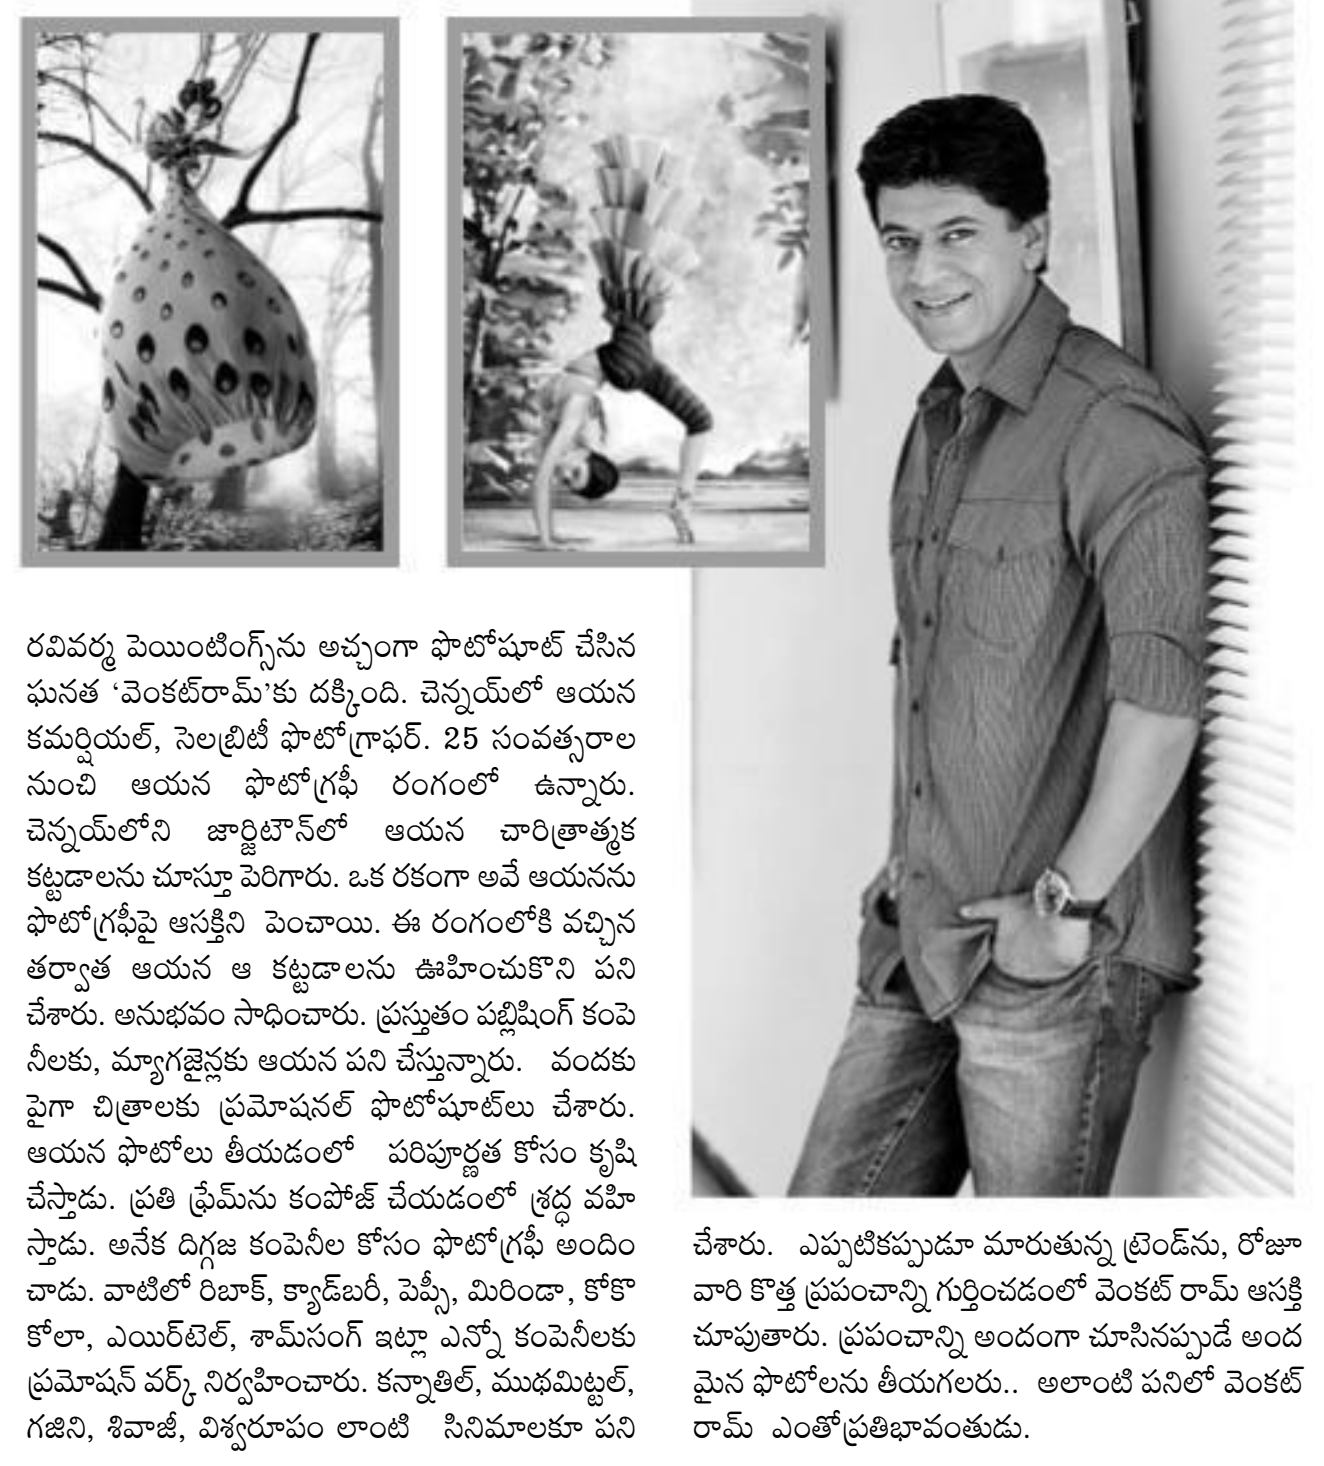 రవివర్మ పెయింటింగ్స్‌ను అచ్చంగా ఫొటోషూట్ చేసిన
ఘనత ‘వెంకట్‌రామ్’కు దక్కింది. చెన్నయ్‌లో ఆయన
కమర్షియల్, సెలబ్రిటీ ఫొటోగ్రాఫర్. 25 సంవత్సరాల
నుంచి ఆయన ఫొటోగ్రఫీ రంగంలో ఉన్నారు.
చెన్నయ్‌లోని జార్జిటౌన్‌లో ఆయన చారిత్రాత్మక
కట్టడాలను చూస్తూ పెరిగారు. ఒక రకంగా అవే ఆయనను
ఫొటోగ్రఫీపై ఆసక్తిని పెంచాయి. ఈ రంగంలోకి వచ్చిన
తర్వాత ఆయన ఆ కట్టడాలను ఊహించుకొని పని
చేశారు. అనుభవం సాధించారు. ప్రస్తుతం పబ్లిషింగ్ కంపె
నీలకు, మ్యాగజైన్లకు ఆయన పని చేస్తున్నారు. వందకు
పైగా చిత్రాలకు ప్రమోషనల్ ఫొటోషూట్‌లు చేశారు.
ఆయన ఫొటోలు తీయడంలో పరిపూర్ణత కోసం కృషి
చేస్తాడు. ప్రతి ఫ్రేమ్‌ను కంపోజ్ చేయడంలో శ్రద్ధ వహి
స్తాడు. అనేక దిగ్గజ కంపెనీల కోసం ఫొటోగ్రఫీ అందిం
చాడు. వాటిలో రిబాక్, క్యాడ్‌బరీ, పెప్సీ, మిరిండా, కోకొ
కోలా, ఎయిర్‌టెల్, శామ్‌సంగ్ ఇట్లా ఎన్నో కంపెనీలకు
ప్రమోషన్ వర్క్ నిర్వహించారు. కన్నాతిల్, ముథమిట్టల్,
గజిని, శివాజీ, విశ్వరూపం లాంటి సినిమాలకూ పని
చేశారు. ఎప్పటికప్పుడూ మారుతున్న ట్రెండ్‌ను, రోజూ
వారి కొత్త ప్రపంచాన్ని గుర్తించడంలో వెంకట్ రామ్ ఆసక్తి
చూపుతారు. ప్రపంచాన్ని అందంగా చూసినప్పుడే అంద
మైన ఫొటోలను తీయగలరు.. అలాంటి పనిలో వెంకట్
రామ్ ఎంతోప్రతిభావంతుడు.